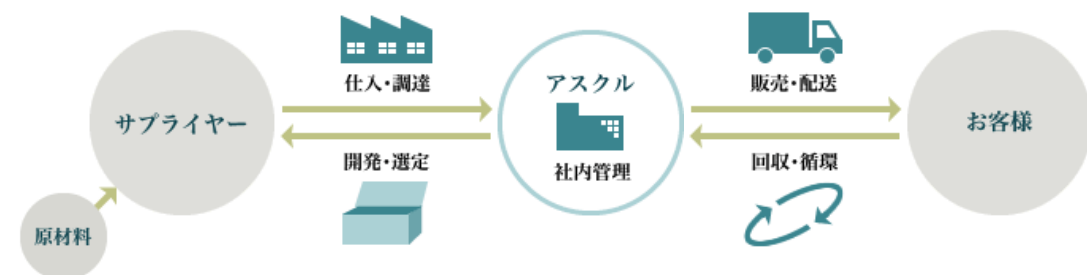 サプライヤー
原材料
仕入・調達
開発・選定
アスクル
社内管理
販売・配送
回収・循環
お客様